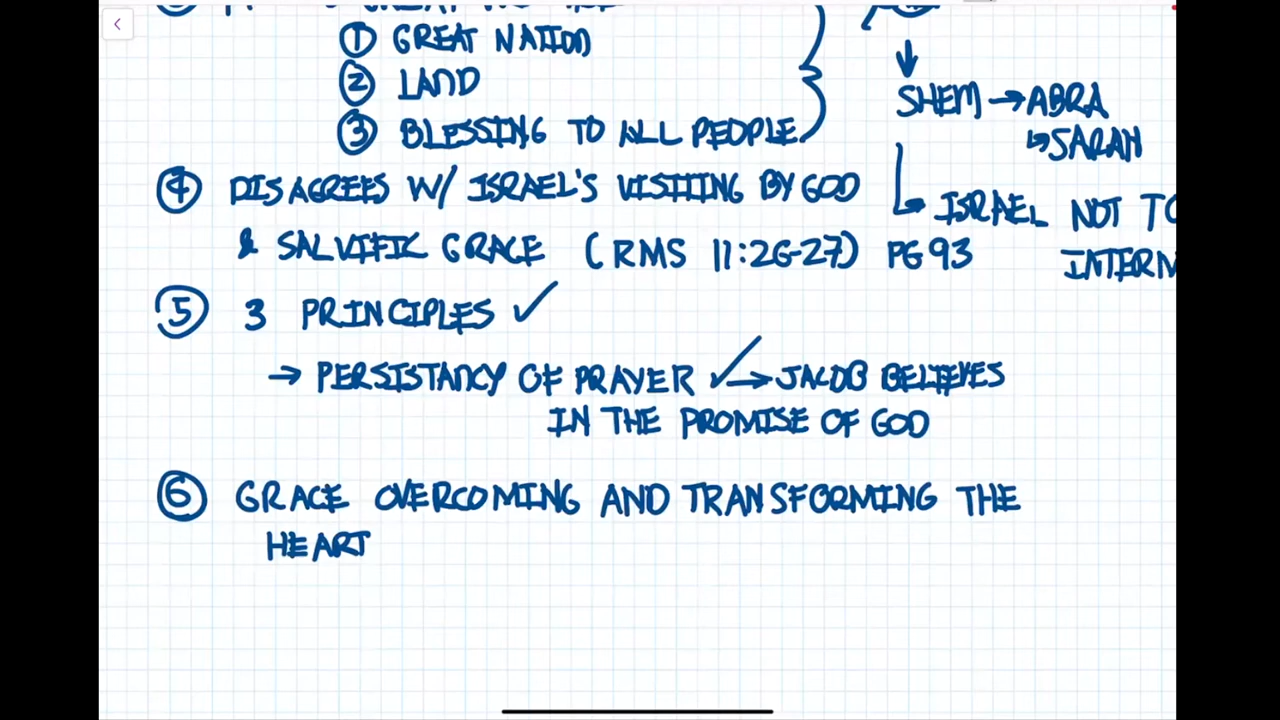 ① GREAT NATION
② LAND
③ BLESSING TO ALL PEOPLE
SHEM → ABRA
↳ SARAH
④ DISAGREES W/ ISRAEL'S VISITING BY GOD
& SALVIFIC GRACE (RMS 11:26-27) PG 93
ISRAEL NOT TO
INTERM
⑤ 3 PRINCIPLES ✓
→ PERSISTANCY OF PRAYER ✓ → JACOB BELIEVES
IN THE PROMISE OF GOD
⑥ GRACE OVERCOMING AND TRANSFORMING THE
HEART